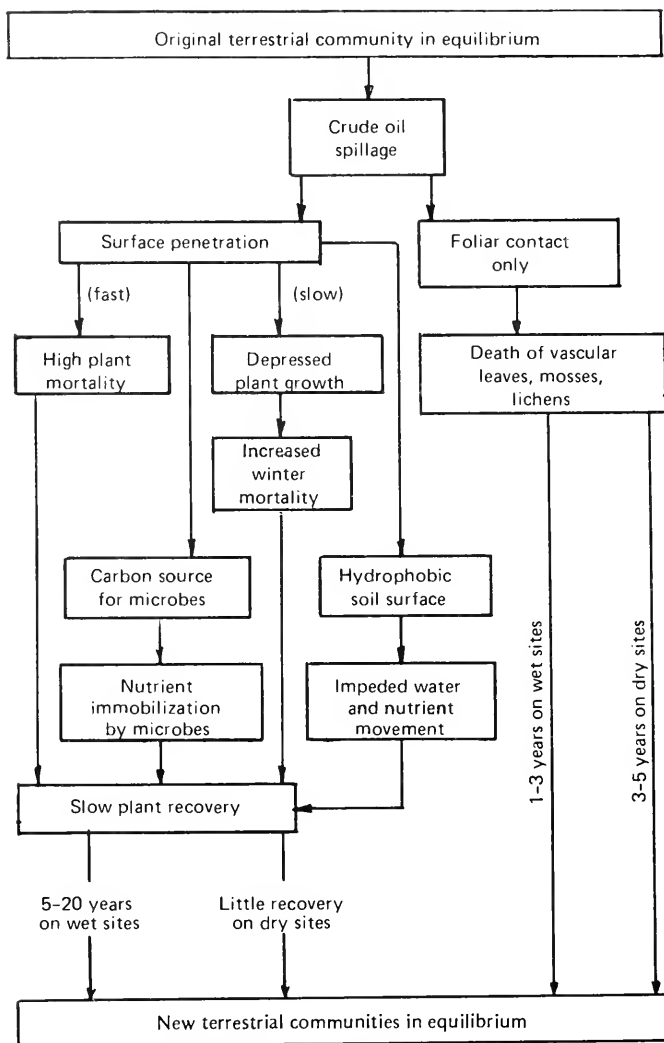 Original terrestrial community in equilibrium
Crude oil
spillage
Surface penetration
Foliar contact
only
(fast)
(slow)
High plant
mortality
Depressed
plant growth
Death of vascular
leaves, mosses,
lichens
Increased
winter
mortality
Carbon source
for microbes
Hydrophobic
soil surface
Nutrient
immobilization
by microbes
Impeded water
and nutrient
movement
1-3 years on wet sites
3-5 years on dry sites
Slow plant recovery
5-20 years
on wet sites
Little recovery
on dry sites
New terrestrial communities in equilibrium